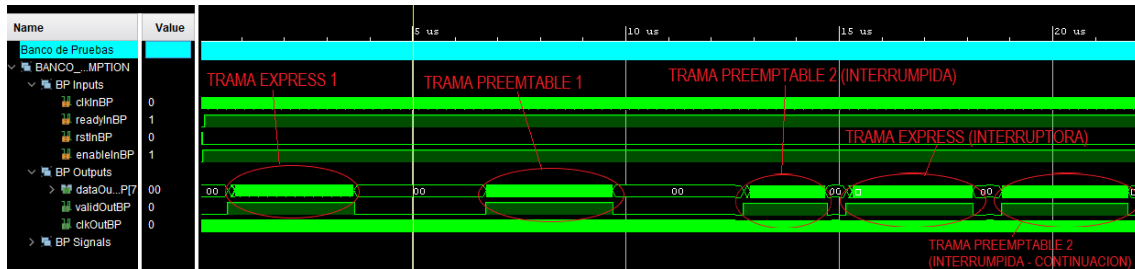 Name Value
5 us 10 us 15 us 20 us
Banco de Pruebas
BANCO_...MPTION
TRAMA EXPRESS 1 TRAMA PREEMTABLE 1 TRAMA PREEMPTABLE 2 (INTERRUMPIDA)
BP Inputs
clkInBP 0
readyInBP 1
rstInBP 0
TRAMA EXPRESS (INTERRUPTORA)
enableInBP 1
BP Outputs
dataOu...P[7 00 00 00 00 00 00
validOutBP 0
clkOutBP 0
BP Signals
TRAMA PREEMPTABLE 2
(INTERRUMPIDA - CONTINUACION)